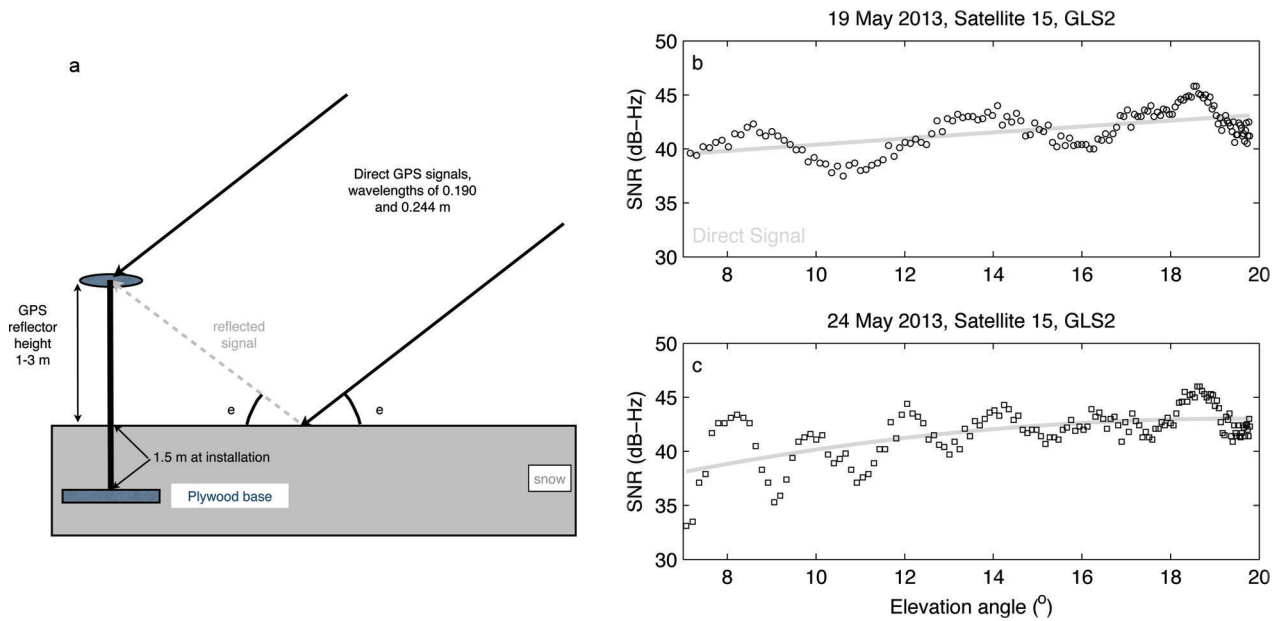 a
Direct GPS signals,
wavelengths of 0.190
and 0.244 m
GPS
reflector
height
1-3 m
reflected
signal
e
e
1.5 m at installation
Plywood base
snow
19 May 2013, Satellite 15, GLS2
b
50
45
40
35
30
SNR (dB-Hz)
Direct Signal
8 10 12 14 16 18 20
24 May 2013, Satellite 15, GLS2
c
50
45
40
35
30
SNR (dB-Hz)
8 10 12 14 16 18 20
Elevation angle (°)